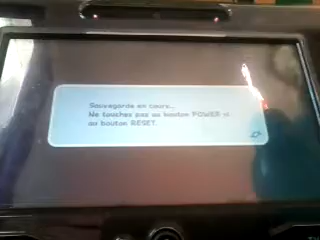 Sauvegarde en cours...
Ne touchez pas au bouton POWER ni
au bouton RESET.